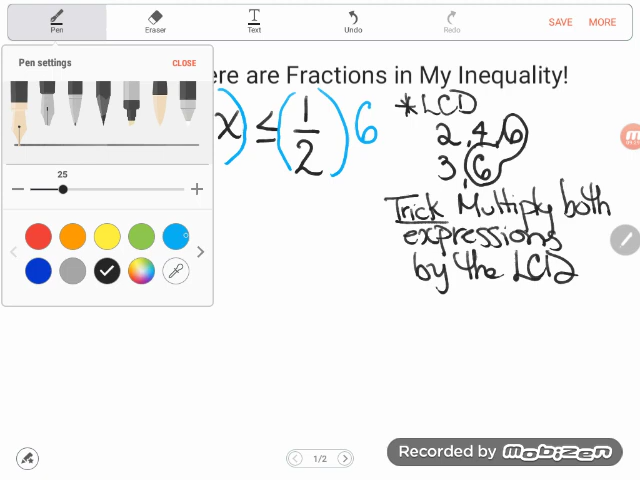 Pen
Eraser
Text
Undo
Redo
SAVE
MORE
Pen settings
CLOSE
25
ere are Fractions in My Inequality!
x) ≤ (1/2) 6
*LCD
2, 4, 6
3, 6
Trick Multiply both
expressions
by the LCD
1/2
Recorded by mobizen